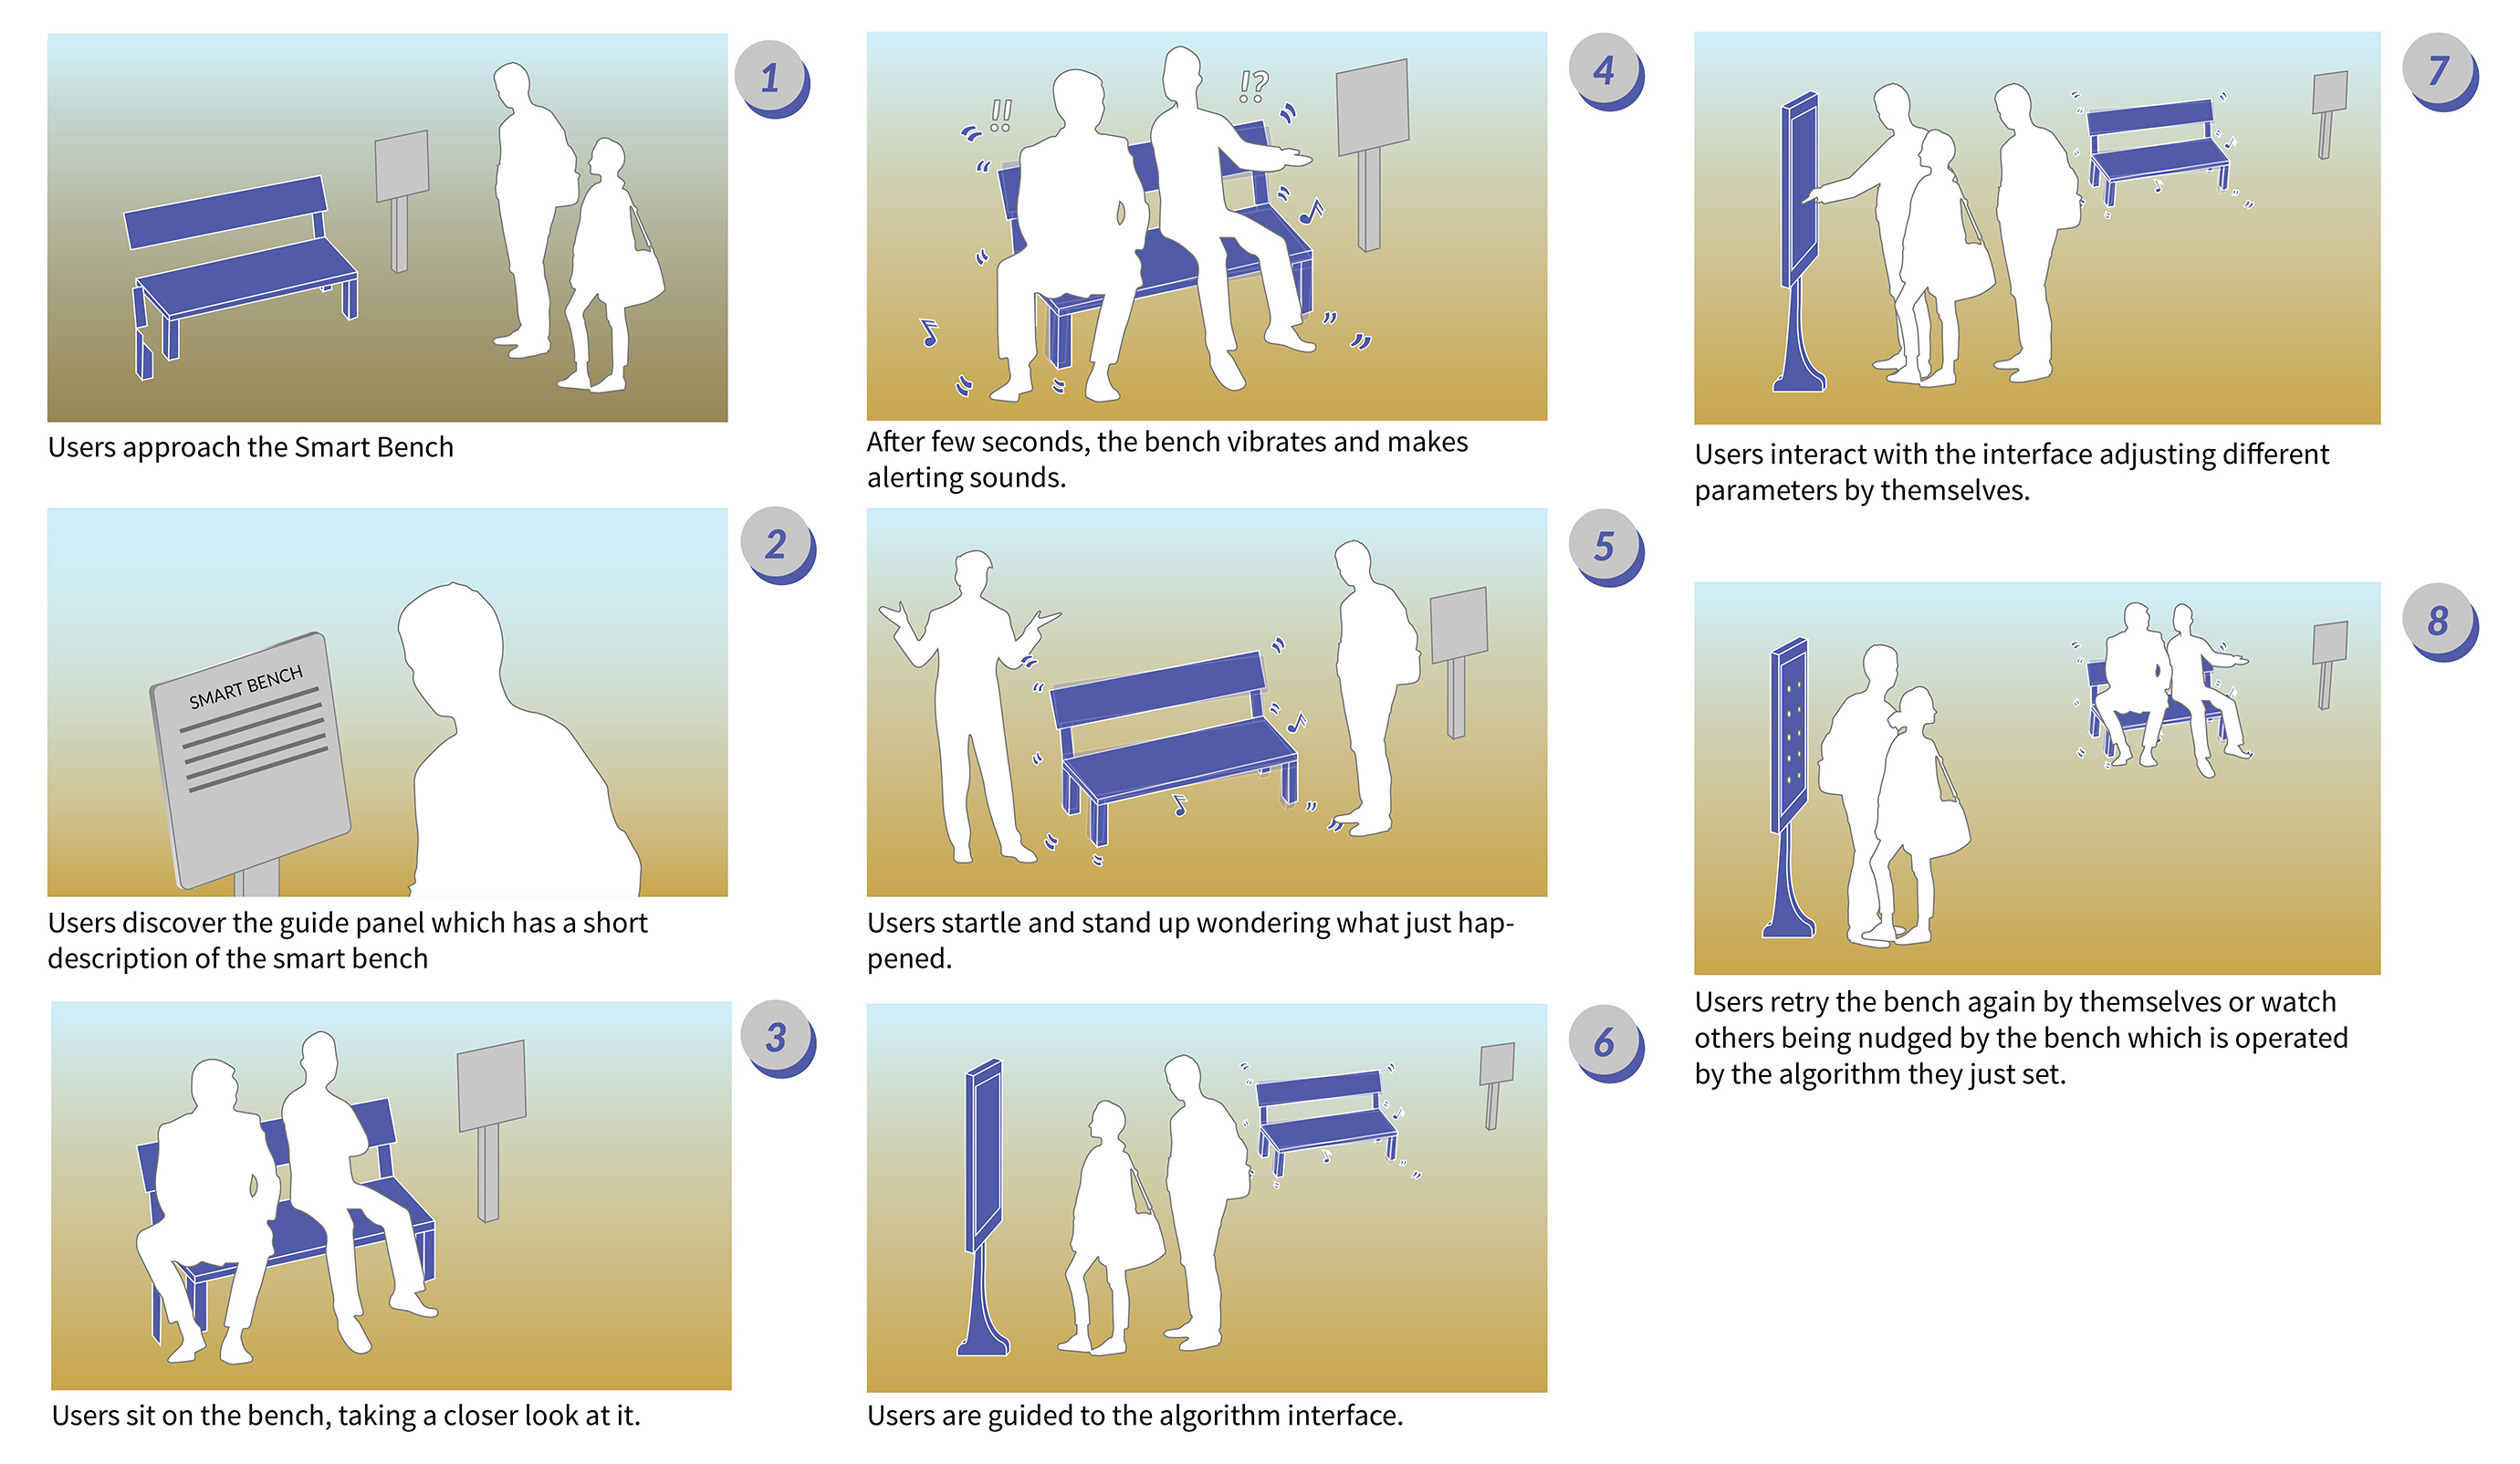 1
Users approach the Smart Bench
2
SMART BENCH
Users discover the guide panel which has a short
description of the smart bench
3
Users sit on the bench, taking a closer look at it.
4
!!
!?
After few seconds, the bench vibrates and makes
alerting sounds.
5
Users startle and stand up wondering what just hap-
pened.
6
Users are guided to the algorithm interface.
7
Users interact with the interface adjusting different
parameters by themselves.
8
Users retry the bench again by themselves or watch
others being nudged by the bench which is operated
by the algorithm they just set.